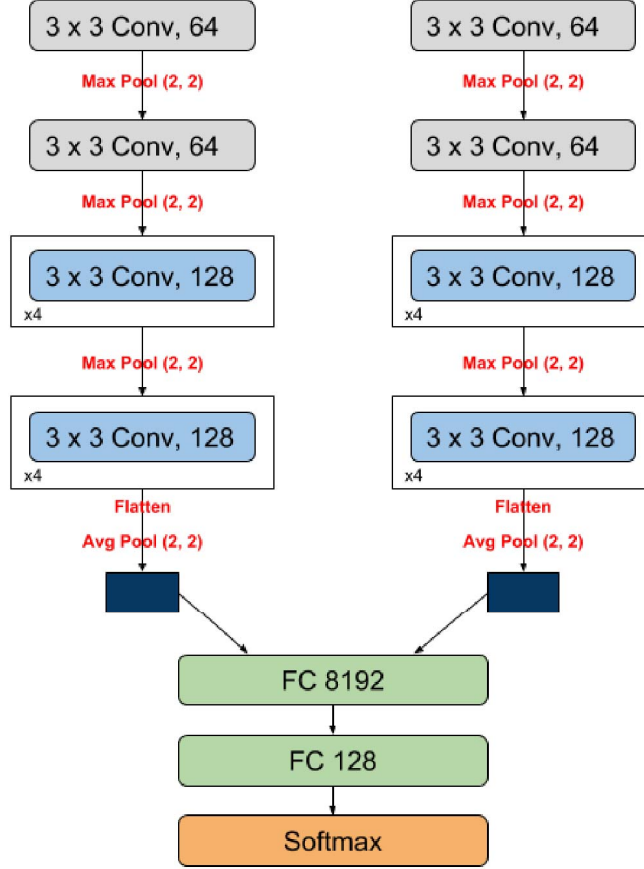 3 x 3 Conv, 64
Max Pool (2, 2)
3 x 3 Conv, 64
Max Pool (2, 2)
3 x 3 Conv, 128
x4
Max Pool (2, 2)
3 x 3 Conv, 128
x4
Flatten
Avg Pool (2, 2)
3 x 3 Conv, 64
Max Pool (2, 2)
3 x 3 Conv, 64
Max Pool (2, 2)
3 x 3 Conv, 128
x4
Max Pool (2, 2)
3 x 3 Conv, 128
x4
Flatten
Avg Pool (2, 2)
FC 8192
FC 128
Softmax